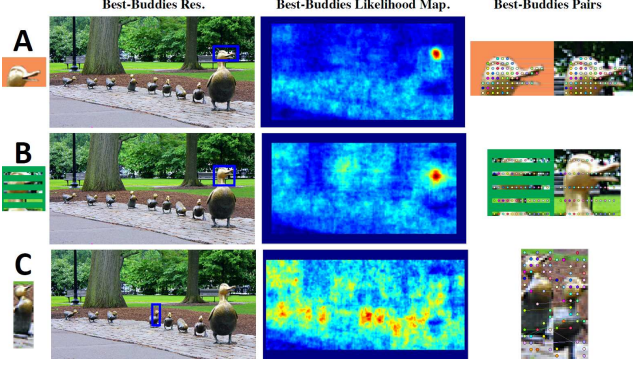 Best-Buddies Res.
Best-Buddies Likelihood Map.
Best-Buddies Pairs
A
B
C